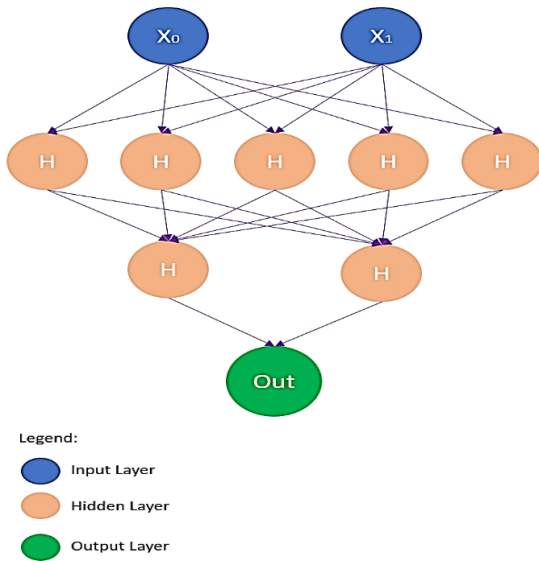 X₀ X₁
H H H H H
H H
Out
Legend:
Input Layer
Hidden Layer
Output Layer